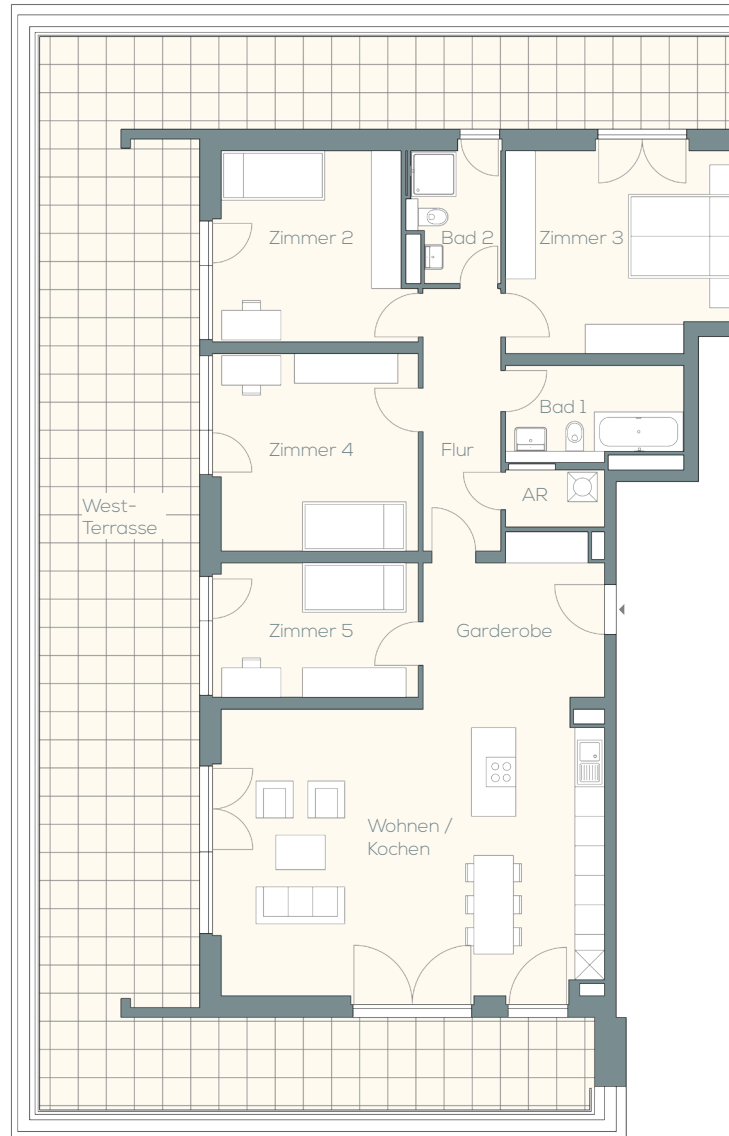 Zimmer 2
Bad 2
Zimmer 3
Bad 1
Zimmer 4
Flur
AR
West-
Terrasse
Zimmer 5
Garderobe
Wohnen /
Kochen